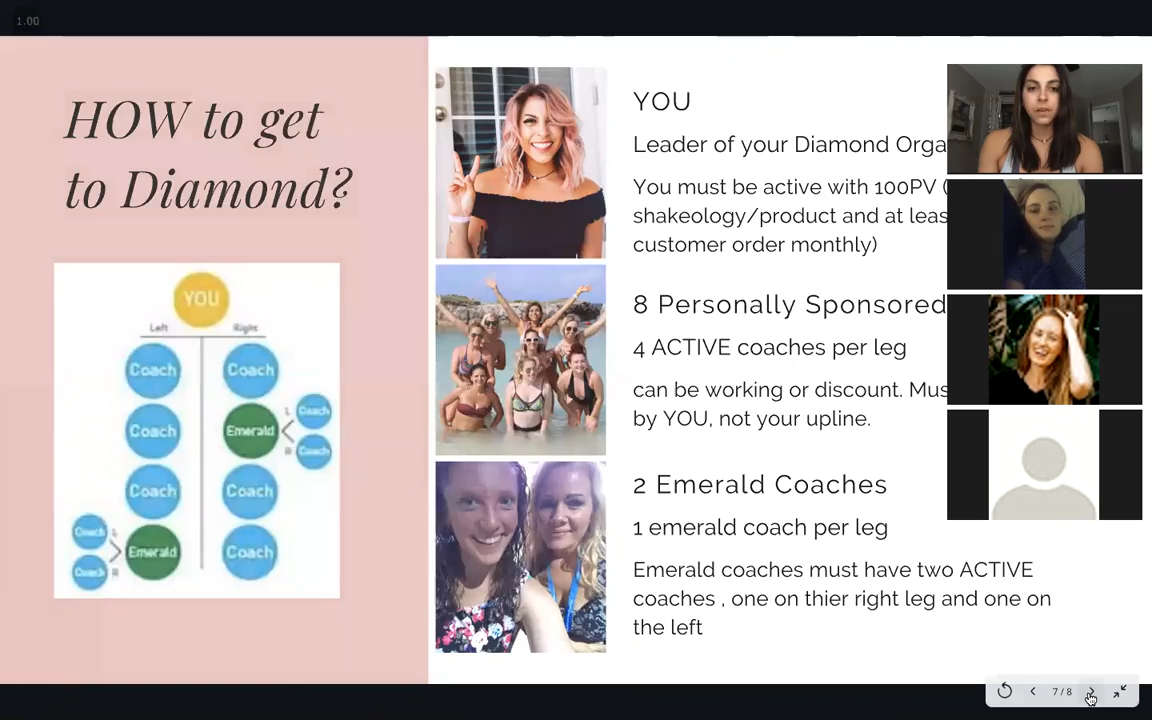 1.00
HOW to get
to Diamond?
YOU
Left Right
Coach Coach
Coach Emerald L Coach
R Coach
Coach Coach
Coach L
Coach R
Emerald Coach
YOU
Leader of your Diamond Orga
You must be active with 100PV (
shakeology/product and at leas
customer order monthly)
8 Personally Sponsored
4 ACTIVE coaches per leg
can be working or discount. Mus
by YOU, not your upline.
2 Emerald Coaches
1 emerald coach per leg
Emerald coaches must have two ACTIVE
coaches , one on thier right leg and one on
the left
7 / 8